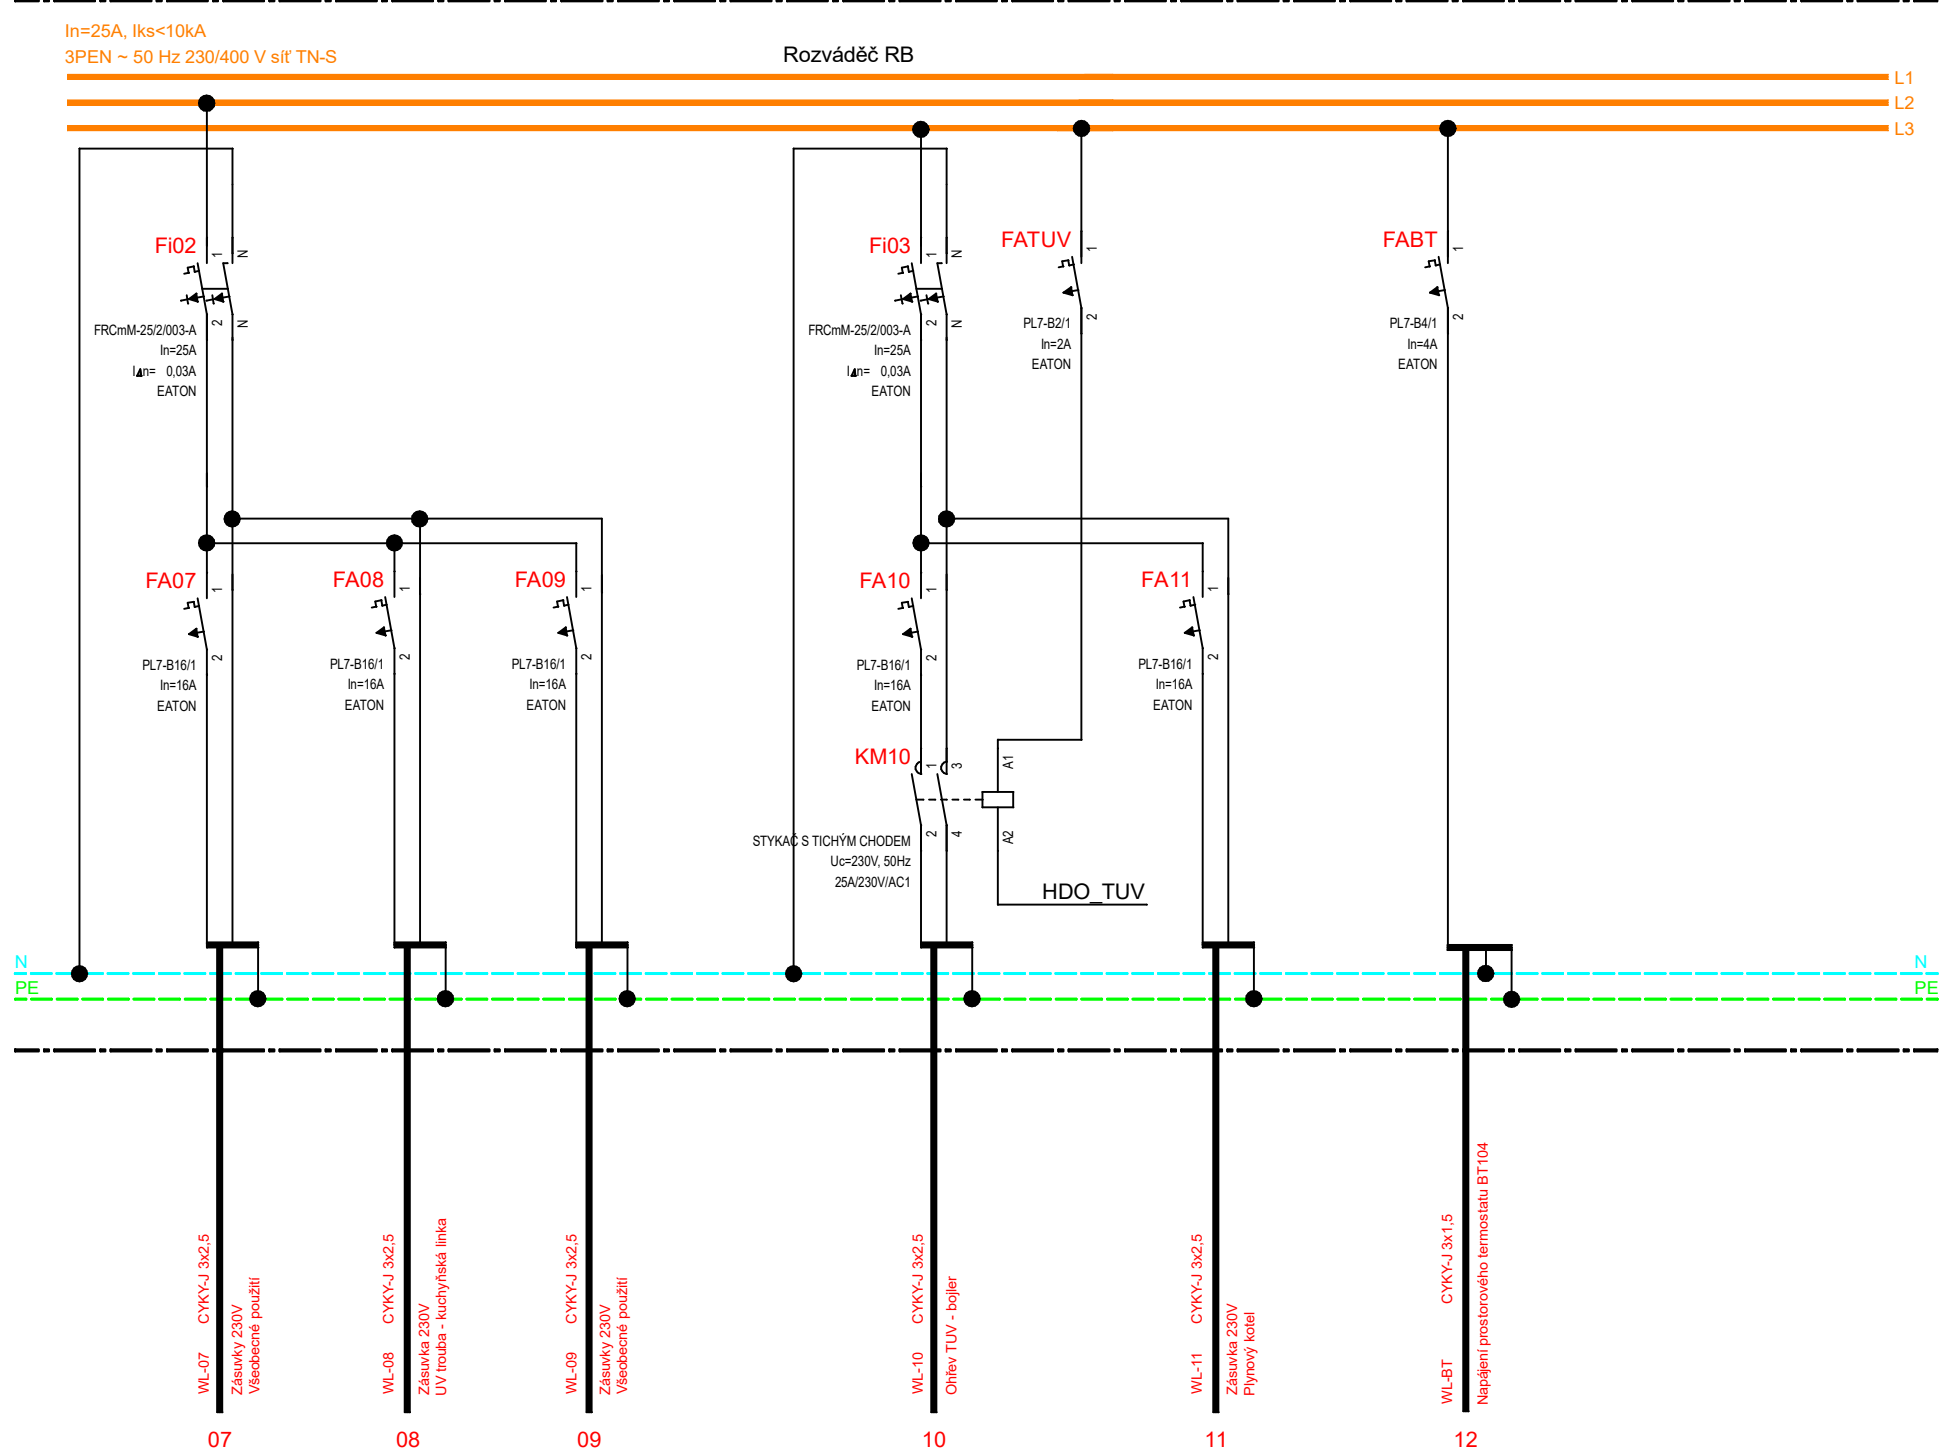 In=25A, Iks<10kA
3PEN ~ 50 Hz 230/400 V síť TN-S
Rozváděč RB
L1
L2
L3
Fi02
1
N
2
N
FRCmM-25/2/003-A
In=25A
I∆n= 0,03A
EATON
Fi03
1
N
2
N
FRCmM-25/2/003-A
In=25A
I∆n= 0,03A
EATON
FATUV
1
2
PL7-B2/1
In=2A
EATON
FABT
1
2
PL7-B4/1
In=4A
EATON
FA07
1
2
PL7-B16/1
In=16A
EATON
FA08
1
2
PL7-B16/1
In=16A
EATON
FA09
1
2
PL7-B16/1
In=16A
EATON
FA10
1
2
PL7-B16/1
In=16A
EATON
FA11
1
2
PL7-B16/1
In=16A
EATON
KM10
1
3
A1
2
4
A2
STYKAČ S TICHÝM CHODEM
Uc=230V, 50Hz
25A/230V/AC1
HDO_TUV
N
PE
N
PE
WL-07 CYKY-J 3x2,5
Zásuvky 230V
Všeobecné použití
WL-08 CYKY-J 3x2,5
Zásuvka 230V
UV trouba - kuchyňská linka
WL-09 CYKY-J 3x2,5
Zásuvky 230V
Všeobecné použití
WL-10 CYKY-J 3x2,5
Ohřev TUV - bojler
WL-11 CYKY-J 3x2,5
Zásuvka 230V
Plynový kotel
WL-BT CYKY-J 3x1,5
Napájení prostorového termostatu BT104
07
08
09
10
11
12